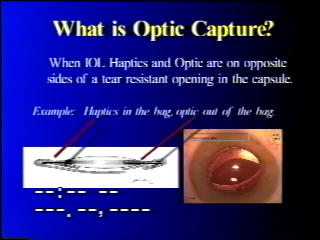 What is Optic Capture?
When IOL Haptics and Optic are on opposite
sides of a tear resistant opening in the capsule.
Example: Haptics in the bag, optic out of the bag
--:-- --
---. --, ----